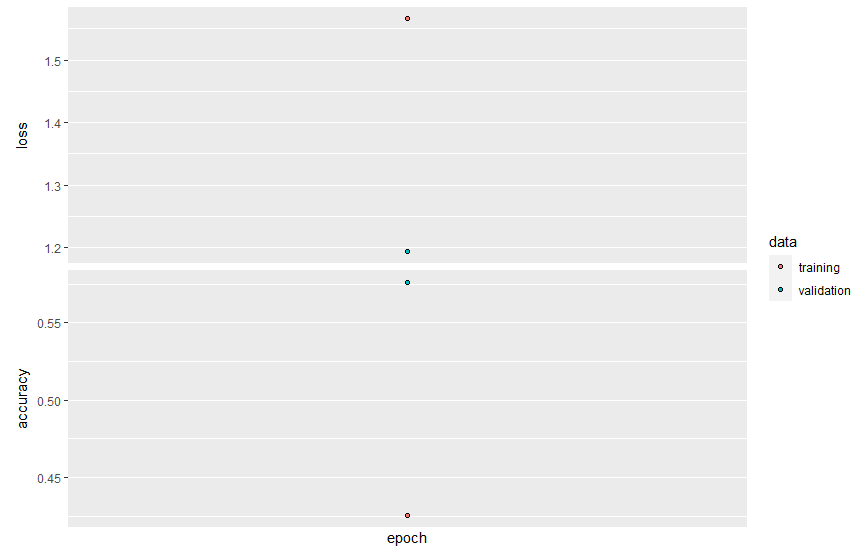 loss
1.5
1.4
1.3
1.2
accuracy
0.55
0.50
0.45
epoch
data
training
validation